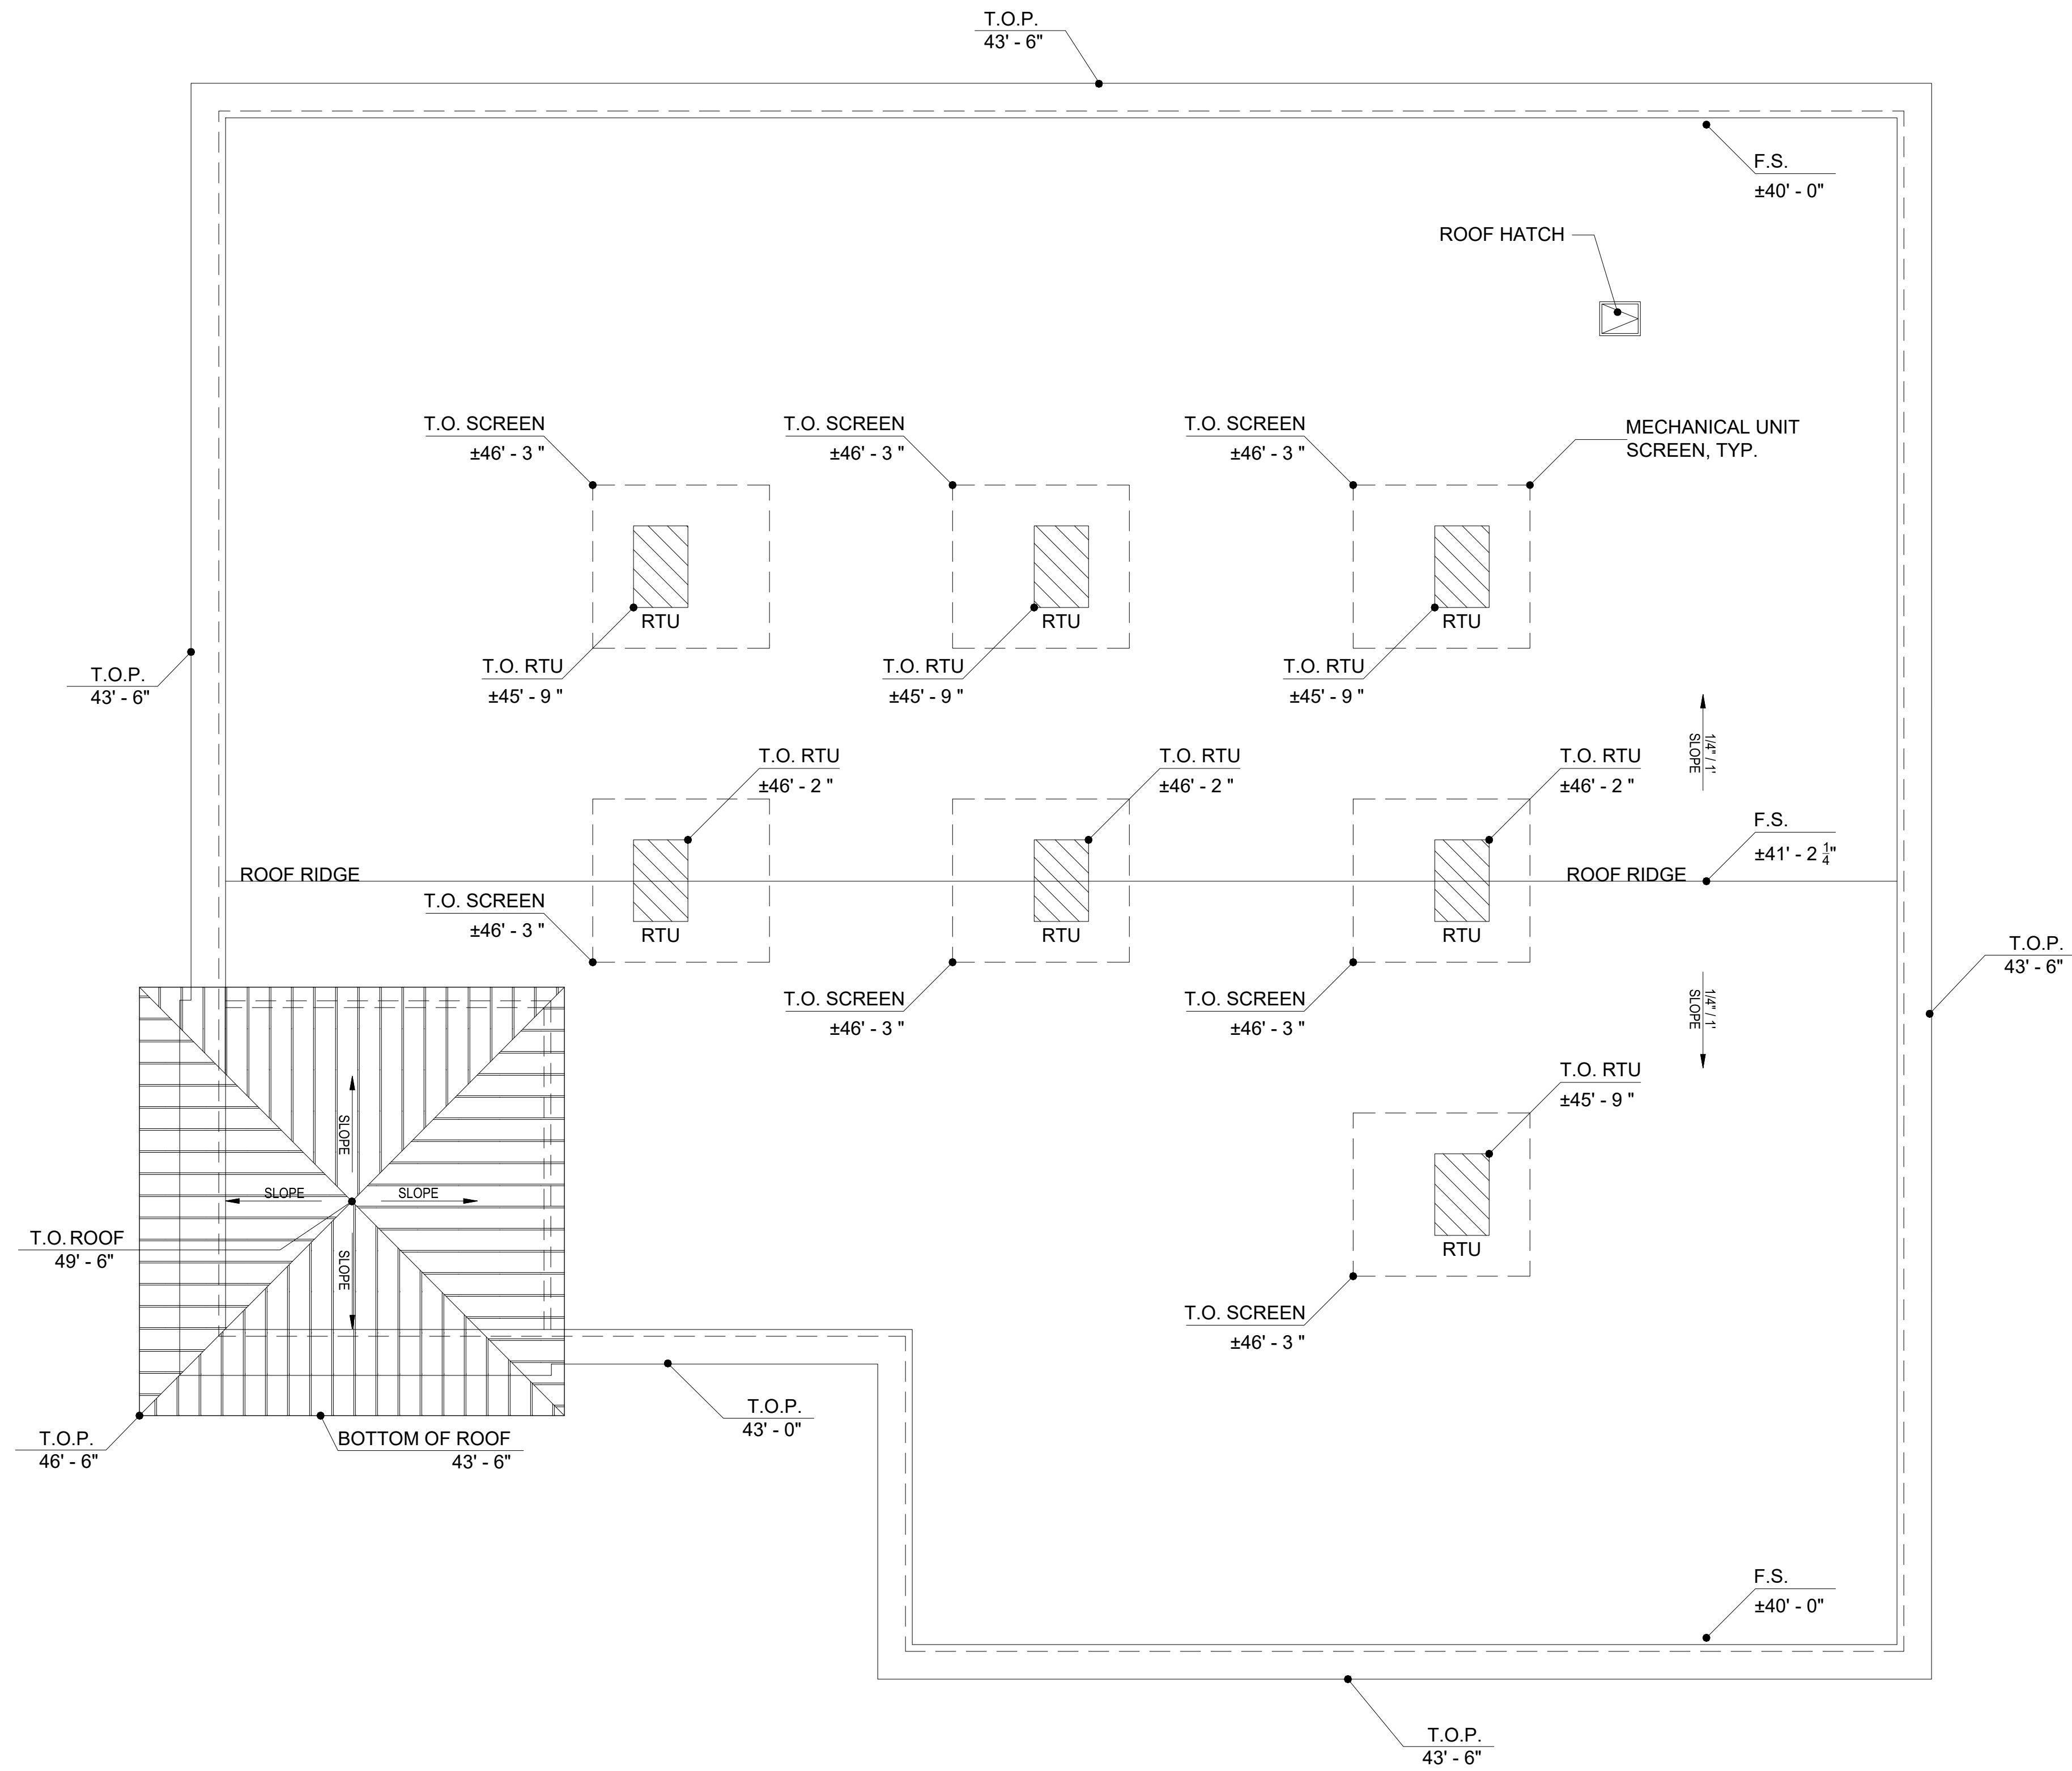 T.O.P.
43' - 6"
F.S.
±40' - 0"
ROOF HATCH
T.O. SCREEN
±46' - 3 "
T.O. SCREEN
±46' - 3 "
T.O. SCREEN
±46' - 3 "
MECHANICAL UNIT
SCREEN, TYP.
RTU
RTU
RTU
T.O. RTU
±45' - 9 "
T.O. RTU
±45' - 9 "
T.O. RTU
±45' - 9 "
T.O.P.
43' - 6"
1/4" / 1'
SLOPE
T.O. RTU
±46' - 2 "
T.O. RTU
±46' - 2 "
T.O. RTU
±46' - 2 "
F.S.
±41' - 2 1/4"
ROOF RIDGE
ROOF RIDGE
T.O. SCREEN
±46' - 3 "
RTU
RTU
RTU
T.O.P.
43' - 6"
T.O. SCREEN
±46' - 3 "
T.O. SCREEN
±46' - 3 "
1/4" / 1'
SLOPE
T.O. RTU
±45' - 9 "
SLOPE
SLOPE
SLOPE
SLOPE
T.O. ROOF
49' - 6"
RTU
T.O. SCREEN
±46' - 3 "
T.O.P.
43' - 0"
T.O.P.
46' - 6"
BOTTOM OF ROOF
43' - 6"
F.S.
±40' - 0"
T.O.P.
43' - 6"